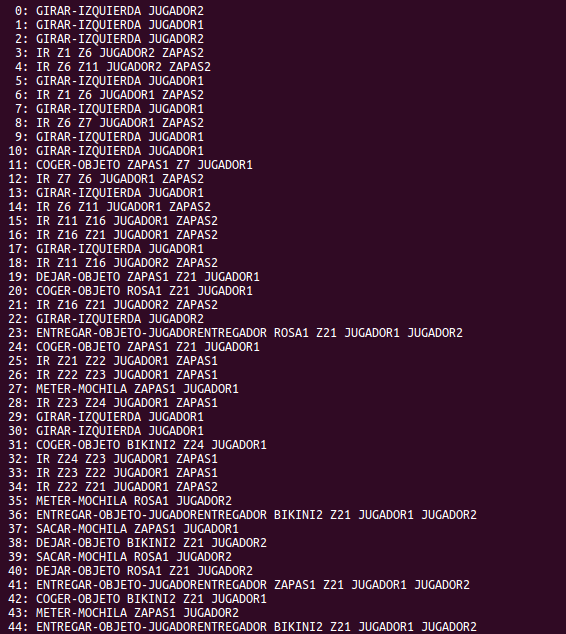 0: GIRAR-IZQUIERDA JUGADOR2
1: GIRAR-IZQUIERDA JUGADOR1
2: GIRAR-IZQUIERDA JUGADOR2
3: IR Z1 Z6 JUGADOR2 ZAPAS2
4: IR Z6 Z11 JUGADOR2 ZAPAS2
5: GIRAR-IZQUIERDA JUGADOR1
6: IR Z1 Z6 JUGADOR1 ZAPAS2
7: GIRAR-IZQUIERDA JUGADOR1
8: IR Z6 Z7 JUGADOR1 ZAPAS2
9: GIRAR-IZQUIERDA JUGADOR1
10: GIRAR-IZQUIERDA JUGADOR1
11: COGER-OBJETO ZAPAS1 Z7 JUGADOR1
12: IR Z7 Z6 JUGADOR1 ZAPAS2
13: GIRAR-IZQUIERDA JUGADOR1
14: IR Z6 Z11 JUGADOR1 ZAPAS2
15: IR Z11 Z16 JUGADOR1 ZAPAS2
16: IR Z16 Z21 JUGADOR1 ZAPAS2
17: GIRAR-IZQUIERDA JUGADOR1
18: IR Z11 Z16 JUGADOR2 ZAPAS2
19: DEJAR-OBJETO ZAPAS1 Z21 JUGADOR1
20: COGER-OBJETO ROSA1 Z21 JUGADOR1
21: IR Z16 Z21 JUGADOR2 ZAPAS2
22: GIRAR-IZQUIERDA JUGADOR2
23: ENTREGAR-OBJETO-JUGADORENTREGADOR ROSA1 Z21 JUGADOR1 JUGADOR2
24: COGER-OBJETO ZAPAS1 Z21 JUGADOR1
25: IR Z21 Z22 JUGADOR1 ZAPAS1
26: IR Z22 Z23 JUGADOR1 ZAPAS1
27: METER-MOCHILA ZAPAS1 JUGADOR1
28: IR Z23 Z24 JUGADOR1 ZAPAS1
29: GIRAR-IZQUIERDA JUGADOR1
30: GIRAR-IZQUIERDA JUGADOR1
31: COGER-OBJETO BIKINI2 Z24 JUGADOR1
32: IR Z24 Z23 JUGADOR1 ZAPAS1
33: IR Z23 Z22 JUGADOR1 ZAPAS1
34: IR Z22 Z21 JUGADOR1 ZAPAS2
35: METER-MOCHILA ROSA1 JUGADOR2
36: ENTREGAR-OBJETO-JUGADORENTREGADOR BIKINI2 Z21 JUGADOR1 JUGADOR2
37: SACAR-MOCHILA ZAPAS1 JUGADOR1
38: DEJAR-OBJETO BIKINI2 Z21 JUGADOR2
39: SACAR-MOCHILA ROSA1 JUGADOR2
40: DEJAR-OBJETO ROSA1 Z21 JUGADOR2
41: ENTREGAR-OBJETO-JUGADORENTREGADOR ZAPAS1 Z21 JUGADOR1 JUGADOR2
42: COGER-OBJETO BIKINI2 Z21 JUGADOR1
43: METER-MOCHILA ZAPAS1 JUGADOR2
44: ENTREGAR-OBJETO-JUGADORENTREGADOR BIKINI2 Z21 JUGADOR1 JUGADOR2